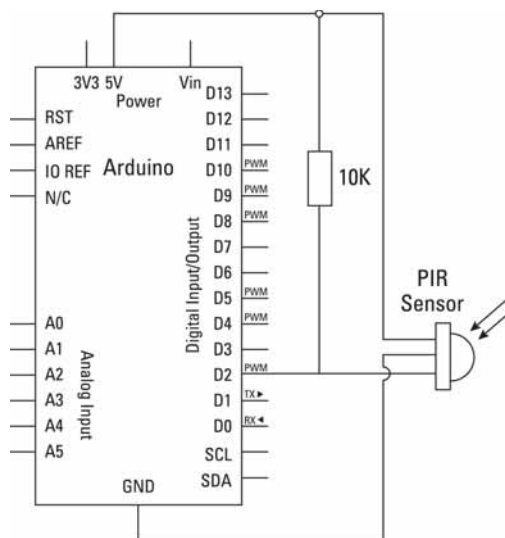 3V3 5V
Vin
Power
Arduino
RST
AREF
IO REF
N/C
A0
A1
A2
A3
A4
A5
Analog Input
GND
Digital Input/Output
D13
D12
D11
D10 PWM
D9 PWM
D8 PWM
D7
D6
D5 PWM
D4 PWM
D3
D2 PWM
D1 TX ►
D0 RX ◄
SCL
SDA
10K
PIR
Sensor